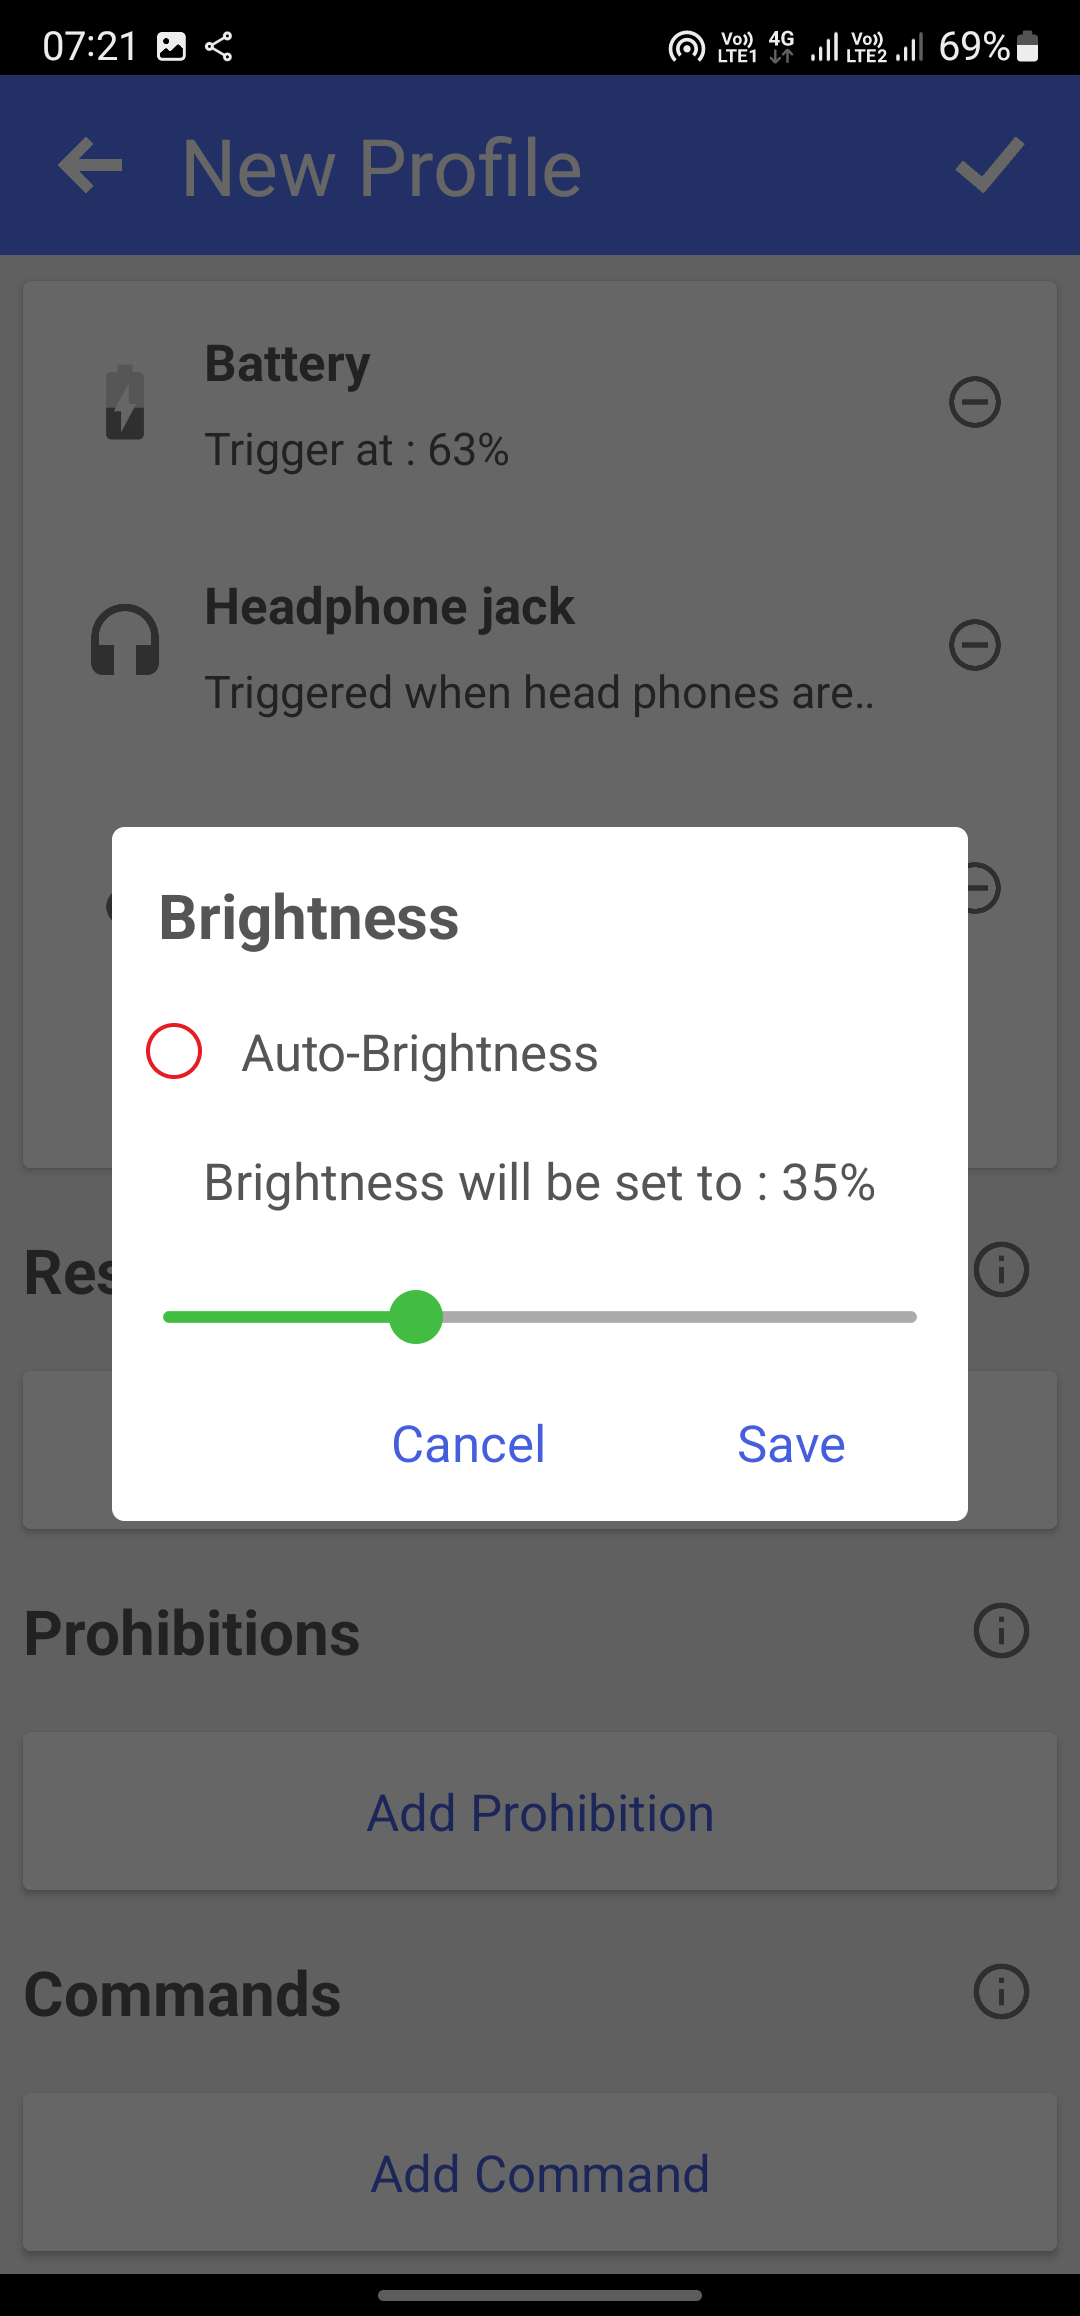 07:21 Vo)) LTE1 4G Vo)) LTE2 69%
New Profile
Battery
Trigger at : 63%
Headphone jack
Triggered when head phones are..
Brightness
Auto-Brightness
Brightness will be set to : 35%
Res
Cancel Save
Prohibitions
Add Prohibition
Commands
Add Command